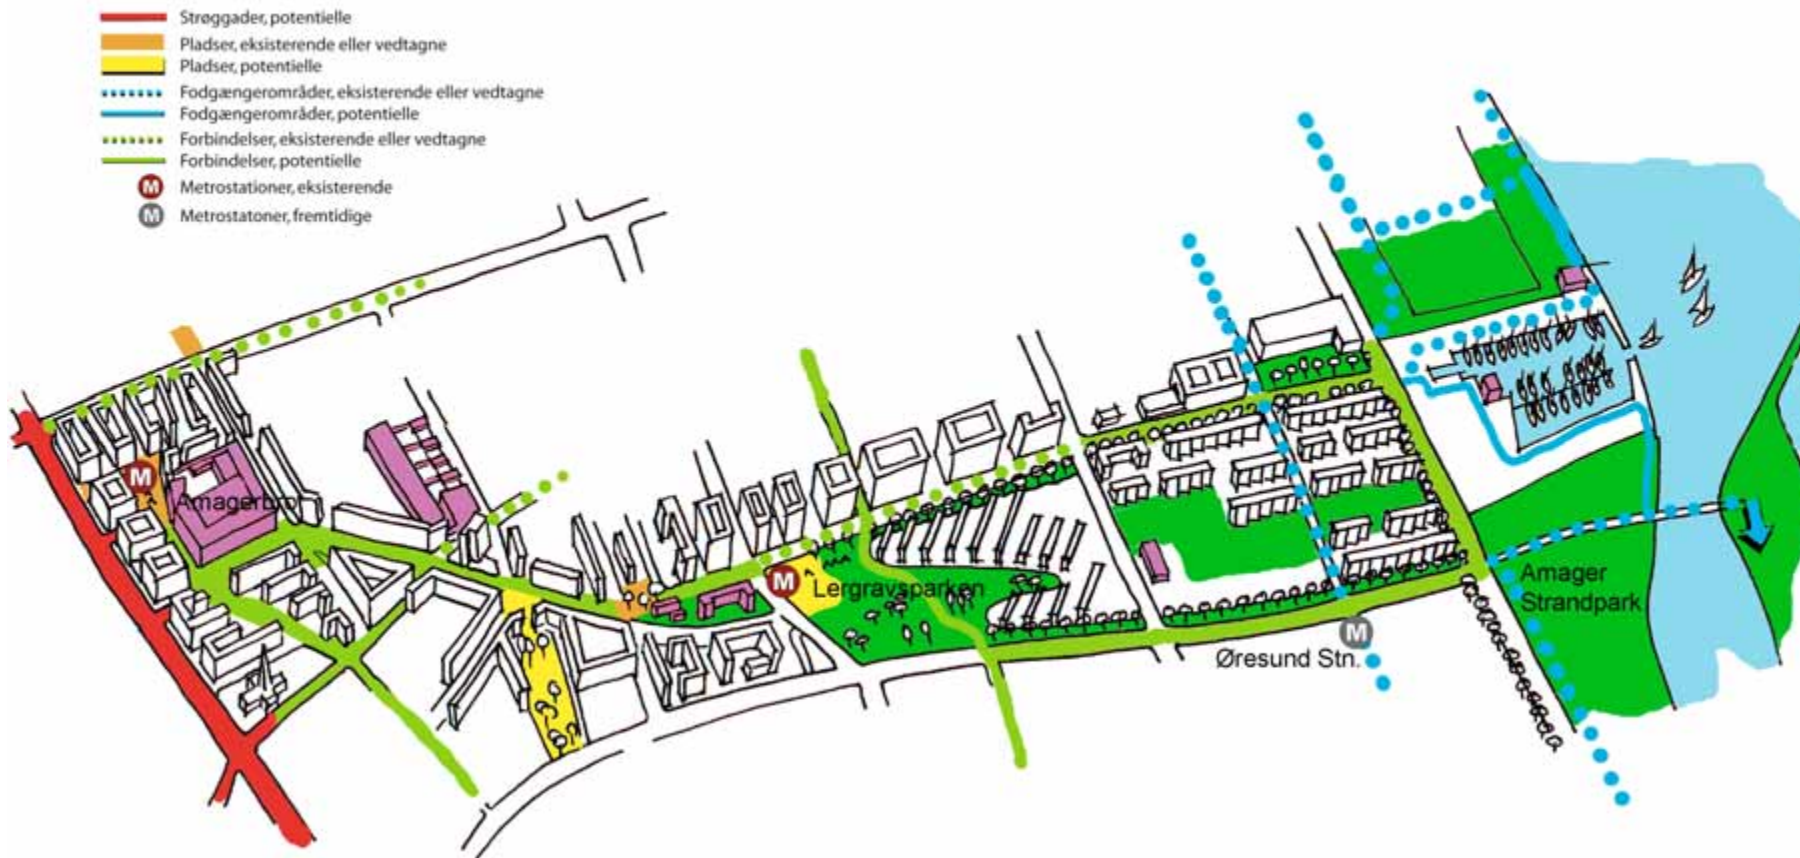 Strøggader, potentielle
Pladser, eksisterende eller vedtagne
Pladser, potentielle
Fodgængerområder, eksisterende eller vedtagne
Fodgængerområder, potentielle
Forbindelser, eksisterende eller vedtagne
Forbindelser, potentielle
M Metrostationer, eksisterende
M Metrostatoner, fremtidige
M
Amagerbro
M
Lergravsparken
M
Øresund Stn.
Amager
Strandpark